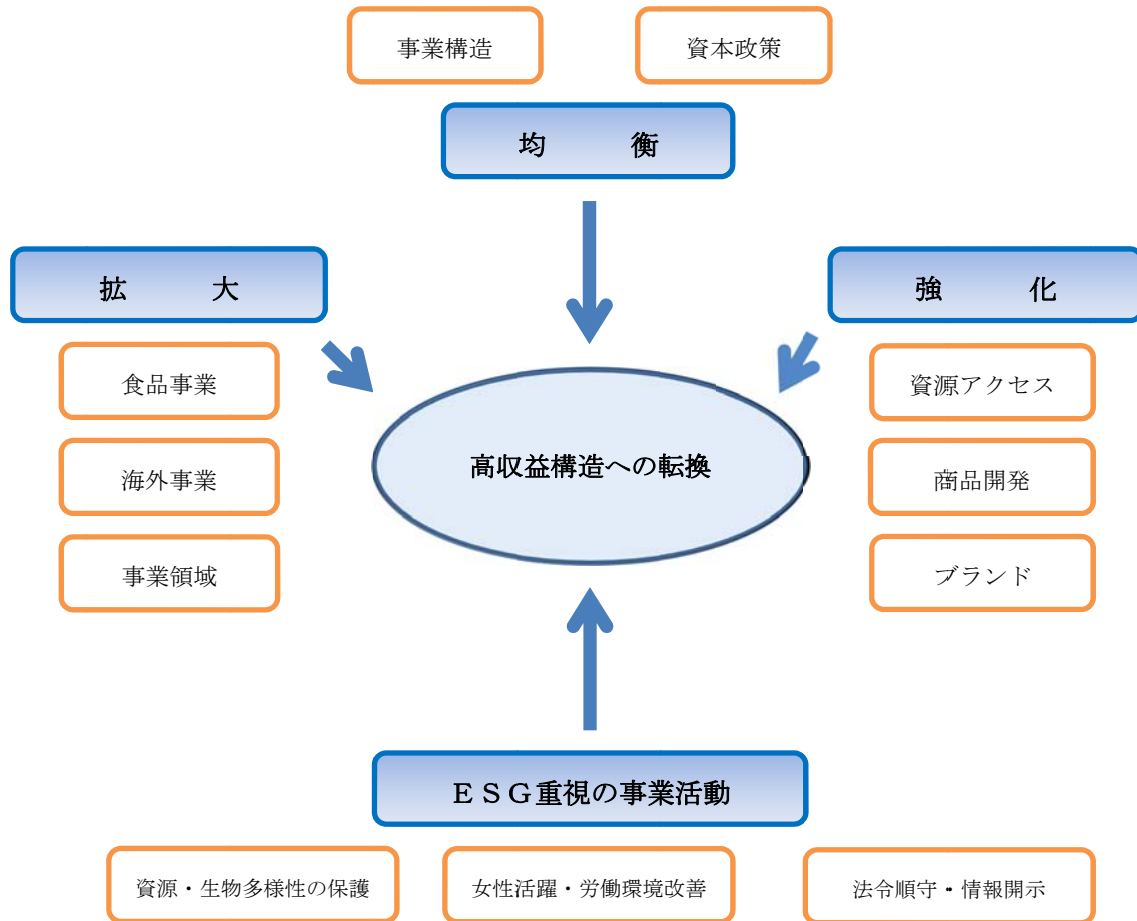 事業構造
資本政策
均　　衡
拡　　大
強　　化
食品事業
資源アクセス
海外事業
高収益構造への転換
商品開発
事業領域
ブランド
ＥＳＧ重視の事業活動
資源・生物多様性の保護
女性活躍・労働環境改善
法令順守・情報開示